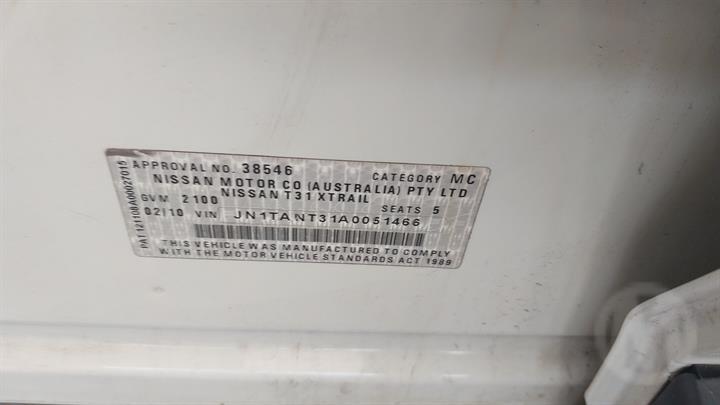 APPROVAL NO. 38546 CATEGORY MC
NISSAN MOTOR CO (AUSTRALIA) PTY LTD
NISSAN T31 XTRAIL
GVM 2100 SEATS 5
02/10 VIN JN1TANT31A0051466
THIS VEHICLE WAS MANUFACTURED TO COMPLY
WITH THE MOTOR VEHICLE STANDARDS ACT 1989
PAT121108A00027015